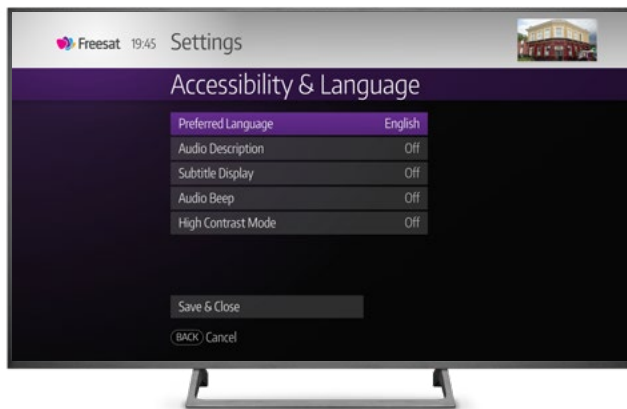 Freesat 19:45 Settings
Accessibility & Language
Preferred Language English
Audio Description Off
Subtitle Display Off
Audio Beep Off
High Contrast Mode Off
Save & Close
BACK Cancel